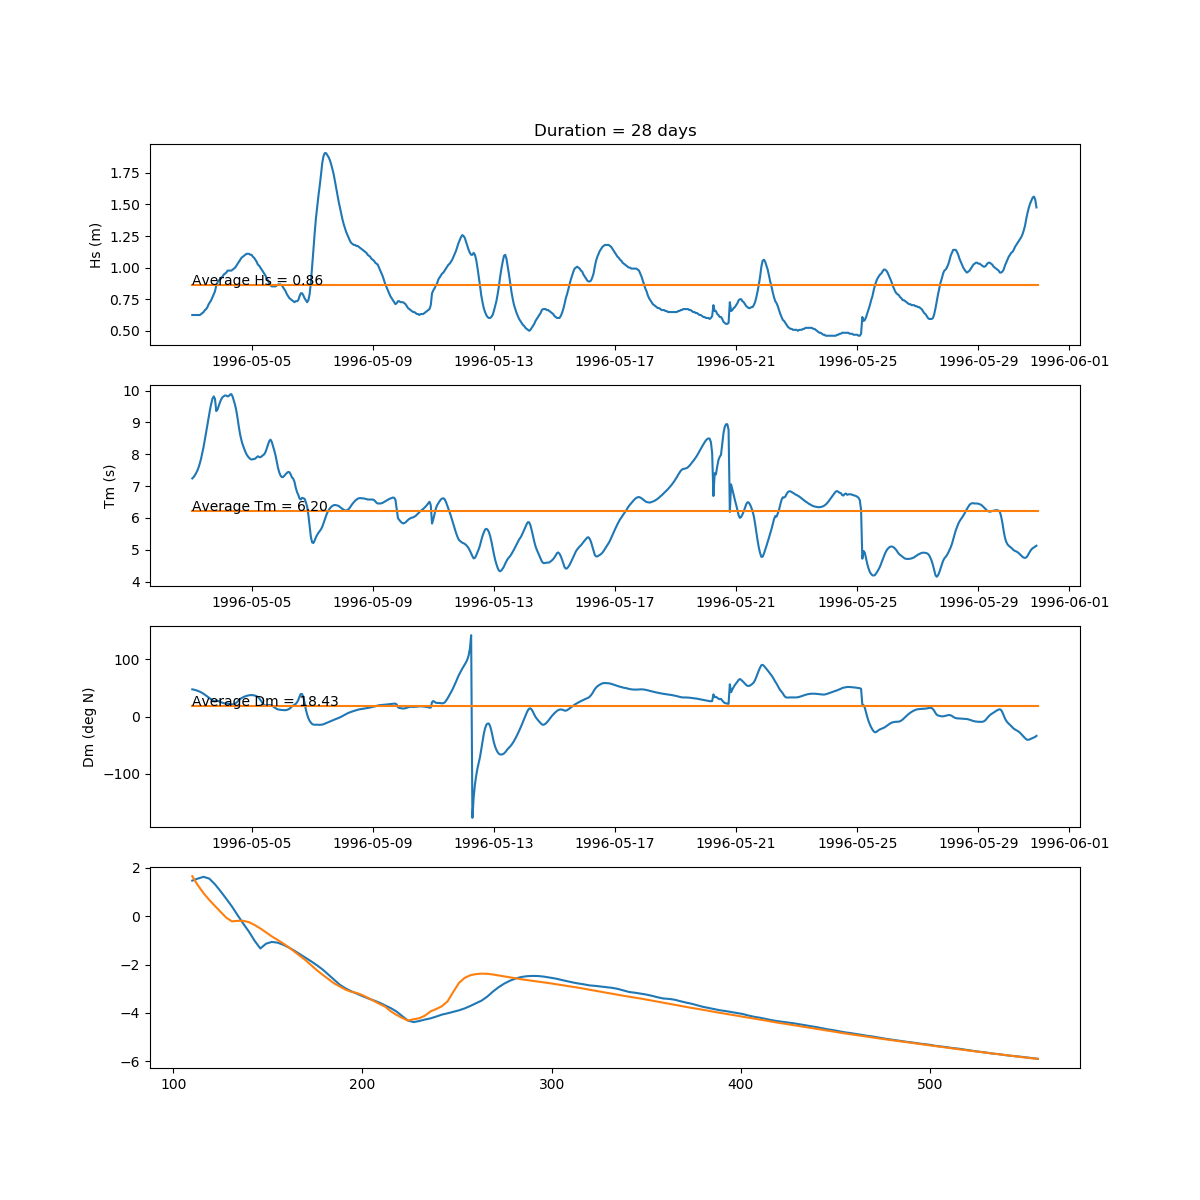 Duration = 28 days
1.75
1.50
1.25
1.00
0.75
0.50
Hs (m)
Average Hs = 0.86
1996-05-05 1996-05-09 1996-05-13 1996-05-17 1996-05-21 1996-05-25 1996-05-29 1996-06-01
10
9
8
7
6
5
4
Tm (s)
Average Tm = 6.20
1996-05-05 1996-05-09 1996-05-13 1996-05-17 1996-05-21 1996-05-25 1996-05-29 1996-06-01
100
0
−100
Dm (deg N)
Average Dm = 18.43
1996-05-05 1996-05-09 1996-05-13 1996-05-17 1996-05-21 1996-05-25 1996-05-29 1996-06-01
2
0
−2
−4
−6
100 200 300 400 500